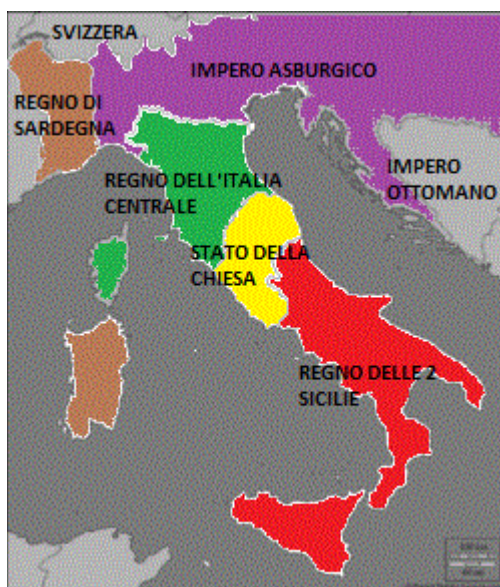 SVIZZERA
IMPERO ASBURGICO
REGNO DI
SARDEGNA
IMPERO
OTTOMANO
REGNO DELL'ITALIA
CENTRALE
STATO DELLA
CHIESA
REGNO DELLE 2
SICILIE